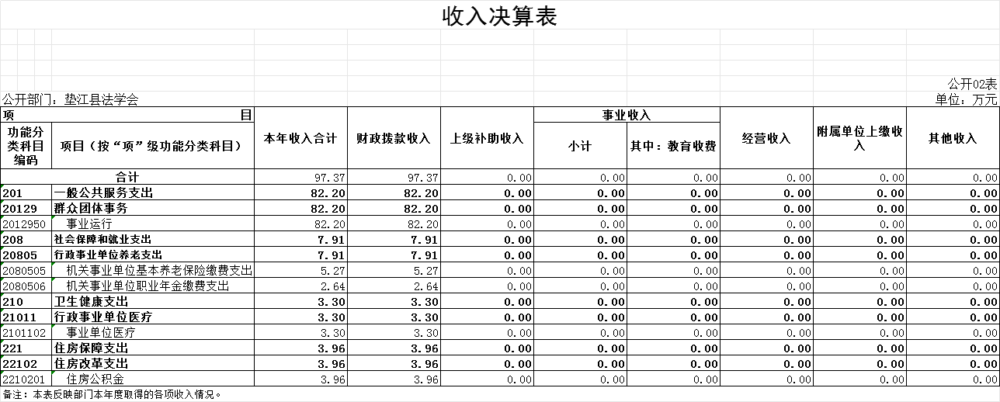 收入决算表
公开02表
公开部门：垫江县法学会 单位：万元
项 目 本年收入合计 财政拨款收入 上级补助收入 事业收入 经营收入 附属单位上缴收入 其他收入
功能分类科目编码 项目（按“项”级功能分类科目） 小计 其中：教育收费
合计 97.37 97.37 0.00 0.00 0.00 0.00 0.00 0.00
201 一般公共服务支出 82.20 82.20 0.00 0.00 0.00 0.00 0.00 0.00
20129 群众团体事务 82.20 82.20 0.00 0.00 0.00 0.00 0.00 0.00
2012950 事业运行 82.20 82.20 0.00 0.00 0.00 0.00 0.00 0.00
208 社会保障和就业支出 7.91 7.91 0.00 0.00 0.00 0.00 0.00 0.00
20805 行政事业单位养老支出 7.91 7.91 0.00 0.00 0.00 0.00 0.00 0.00
2080505 机关事业单位基本养老保险缴费支出 5.27 5.27 0.00 0.00 0.00 0.00 0.00 0.00
2080506 机关事业单位职业年金缴费支出 2.64 2.64 0.00 0.00 0.00 0.00 0.00 0.00
210 卫生健康支出 3.30 3.30 0.00 0.00 0.00 0.00 0.00 0.00
21011 行政事业单位医疗 3.30 3.30 0.00 0.00 0.00 0.00 0.00 0.00
2101102 事业单位医疗 3.30 3.30 0.00 0.00 0.00 0.00 0.00 0.00
221 住房保障支出 3.96 3.96 0.00 0.00 0.00 0.00 0.00 0.00
22102 住房改革支出 3.96 3.96 0.00 0.00 0.00 0.00 0.00 0.00
2210201 住房公积金 3.96 3.96 0.00 0.00 0.00 0.00 0.00 0.00
备注：本表反映部门本年度取得的各项收入情况。